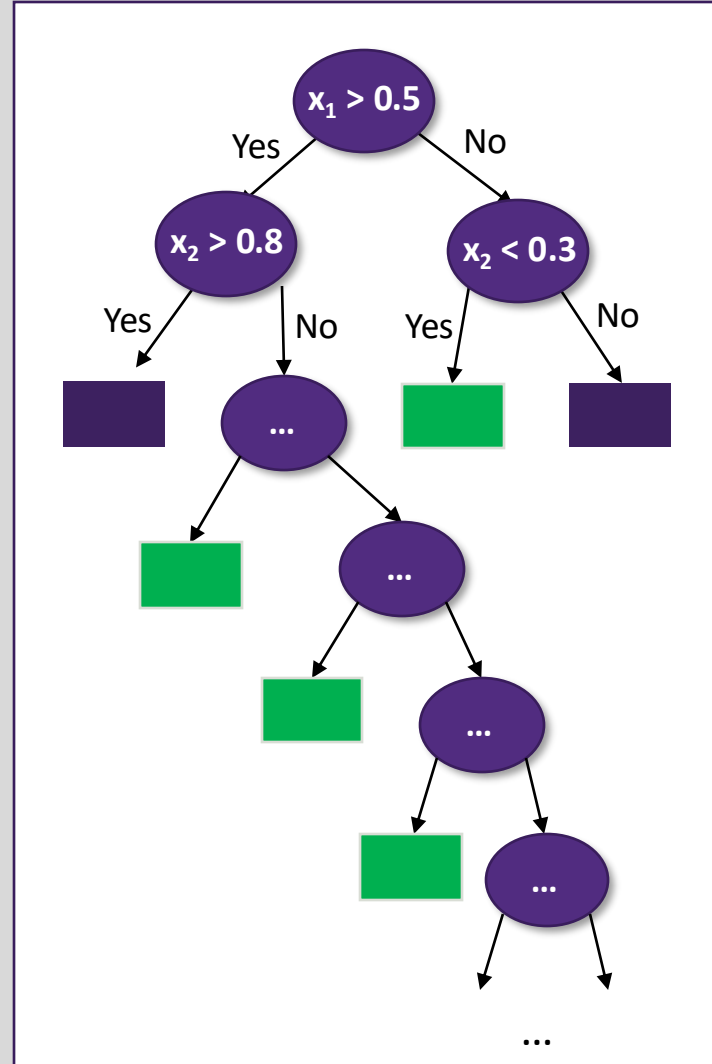 x₁ > 0.5
Yes
No
x₂ > 0.8
x₂ < 0.3
Yes
No
Yes
No
...
...
...
...
...